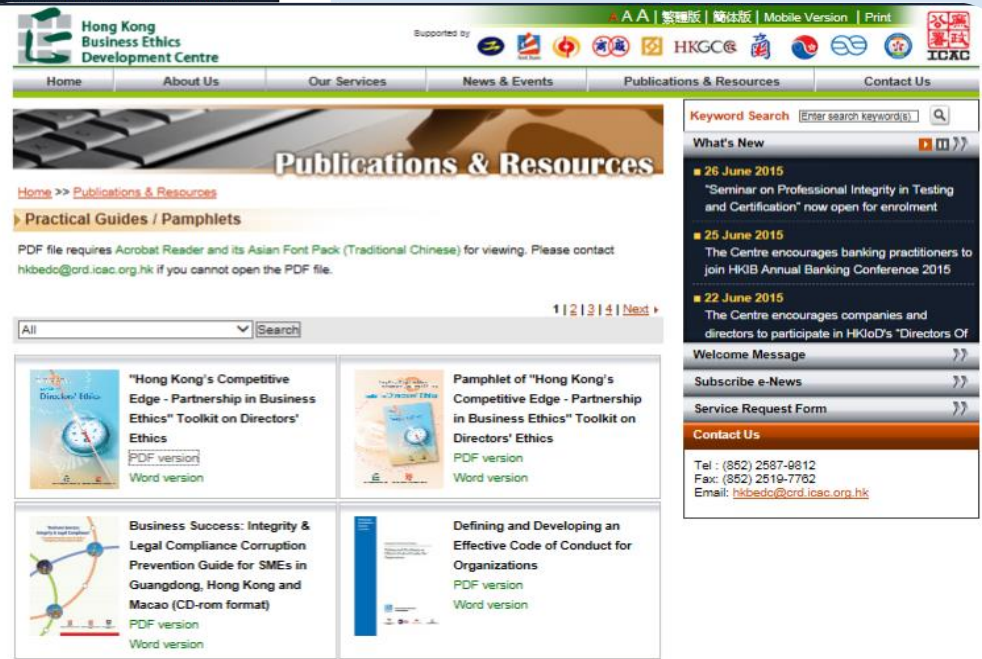 Hong Kong
Business Ethics
Development Centre
Supported by
A A A | 繁體版 | 简体版 | Mobile Version | Print
HKGCC
ICAC
Home About Us Our Services News & Events Publications & Resources Contact Us
Publications & Resources
Home >> Publications & Resources
Practical Guides / Pamphlets
PDF file requires Acrobat Reader and its Asian Font Pack (Traditional Chinese) for viewing. Please contact
hkbedc@crd.icac.org.hk if you cannot open the PDF file.
1 | 2 | 3 | 4 | Next
All Search
"Hong Kong's Competitive
Edge - Partnership in Business
Ethics" Toolkit on Directors'
Ethics
PDF version
Word version
Pamphlet of "Hong Kong's
Competitive Edge - Partnership
in Business Ethics" Toolkit on
Directors' Ethics
PDF version
Word version
Business Success: Integrity &
Legal Compliance Corruption
Prevention Guide for SMEs in
Guangdong, Hong Kong and
Macao (CD-rom format)
PDF version
Word version
Defining and Developing an
Effective Code of Conduct for
Organizations
PDF version
Word version
Keyword Search Enter search keyword(s)
What's New
26 June 2015
"Seminar on Professional Integrity in Testing
and Certification" now open for enrolment
25 June 2015
The Centre encourages banking practitioners to
join HKIB Annual Banking Conference 2015
22 June 2015
The Centre encourages companies and
directors to participate in HKIoD's "Directors Of
Welcome Message
Subscribe e-News
Service Request Form
Contact Us
Tel : (852) 2587-9812
Fax: (852) 2519-7762
Email: hkbedc@crd.icac.org.hk